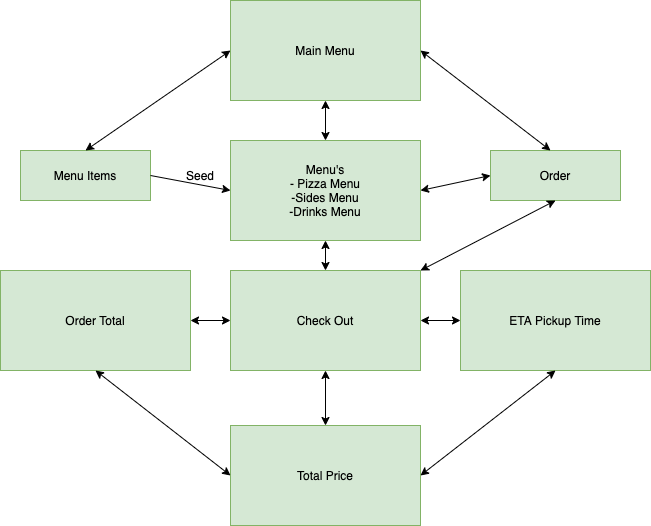 Main Menu
Menu Items
Seed
Menu's
- Pizza Menu
-Sides Menu
-Drinks Menu
Order
Order Total
Check Out
ETA Pickup Time
Total Price